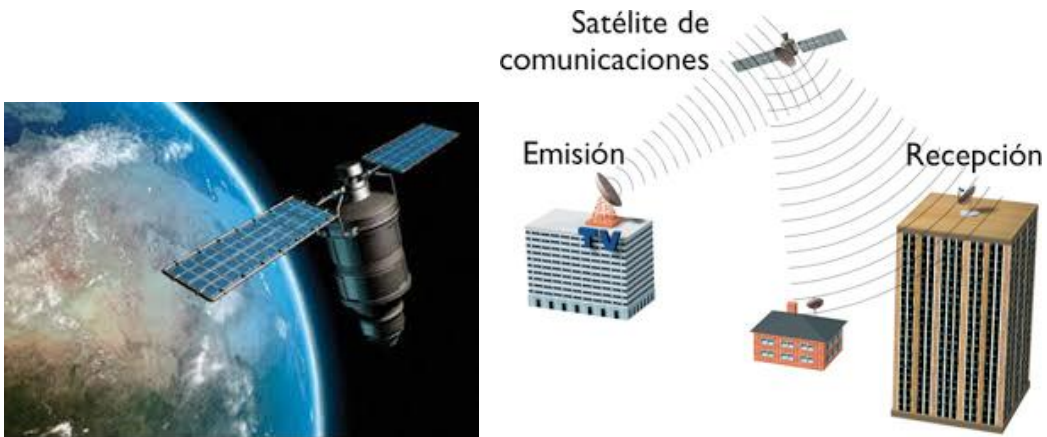 Satélite de
comunicaciones
Emisión
Recepción
TV